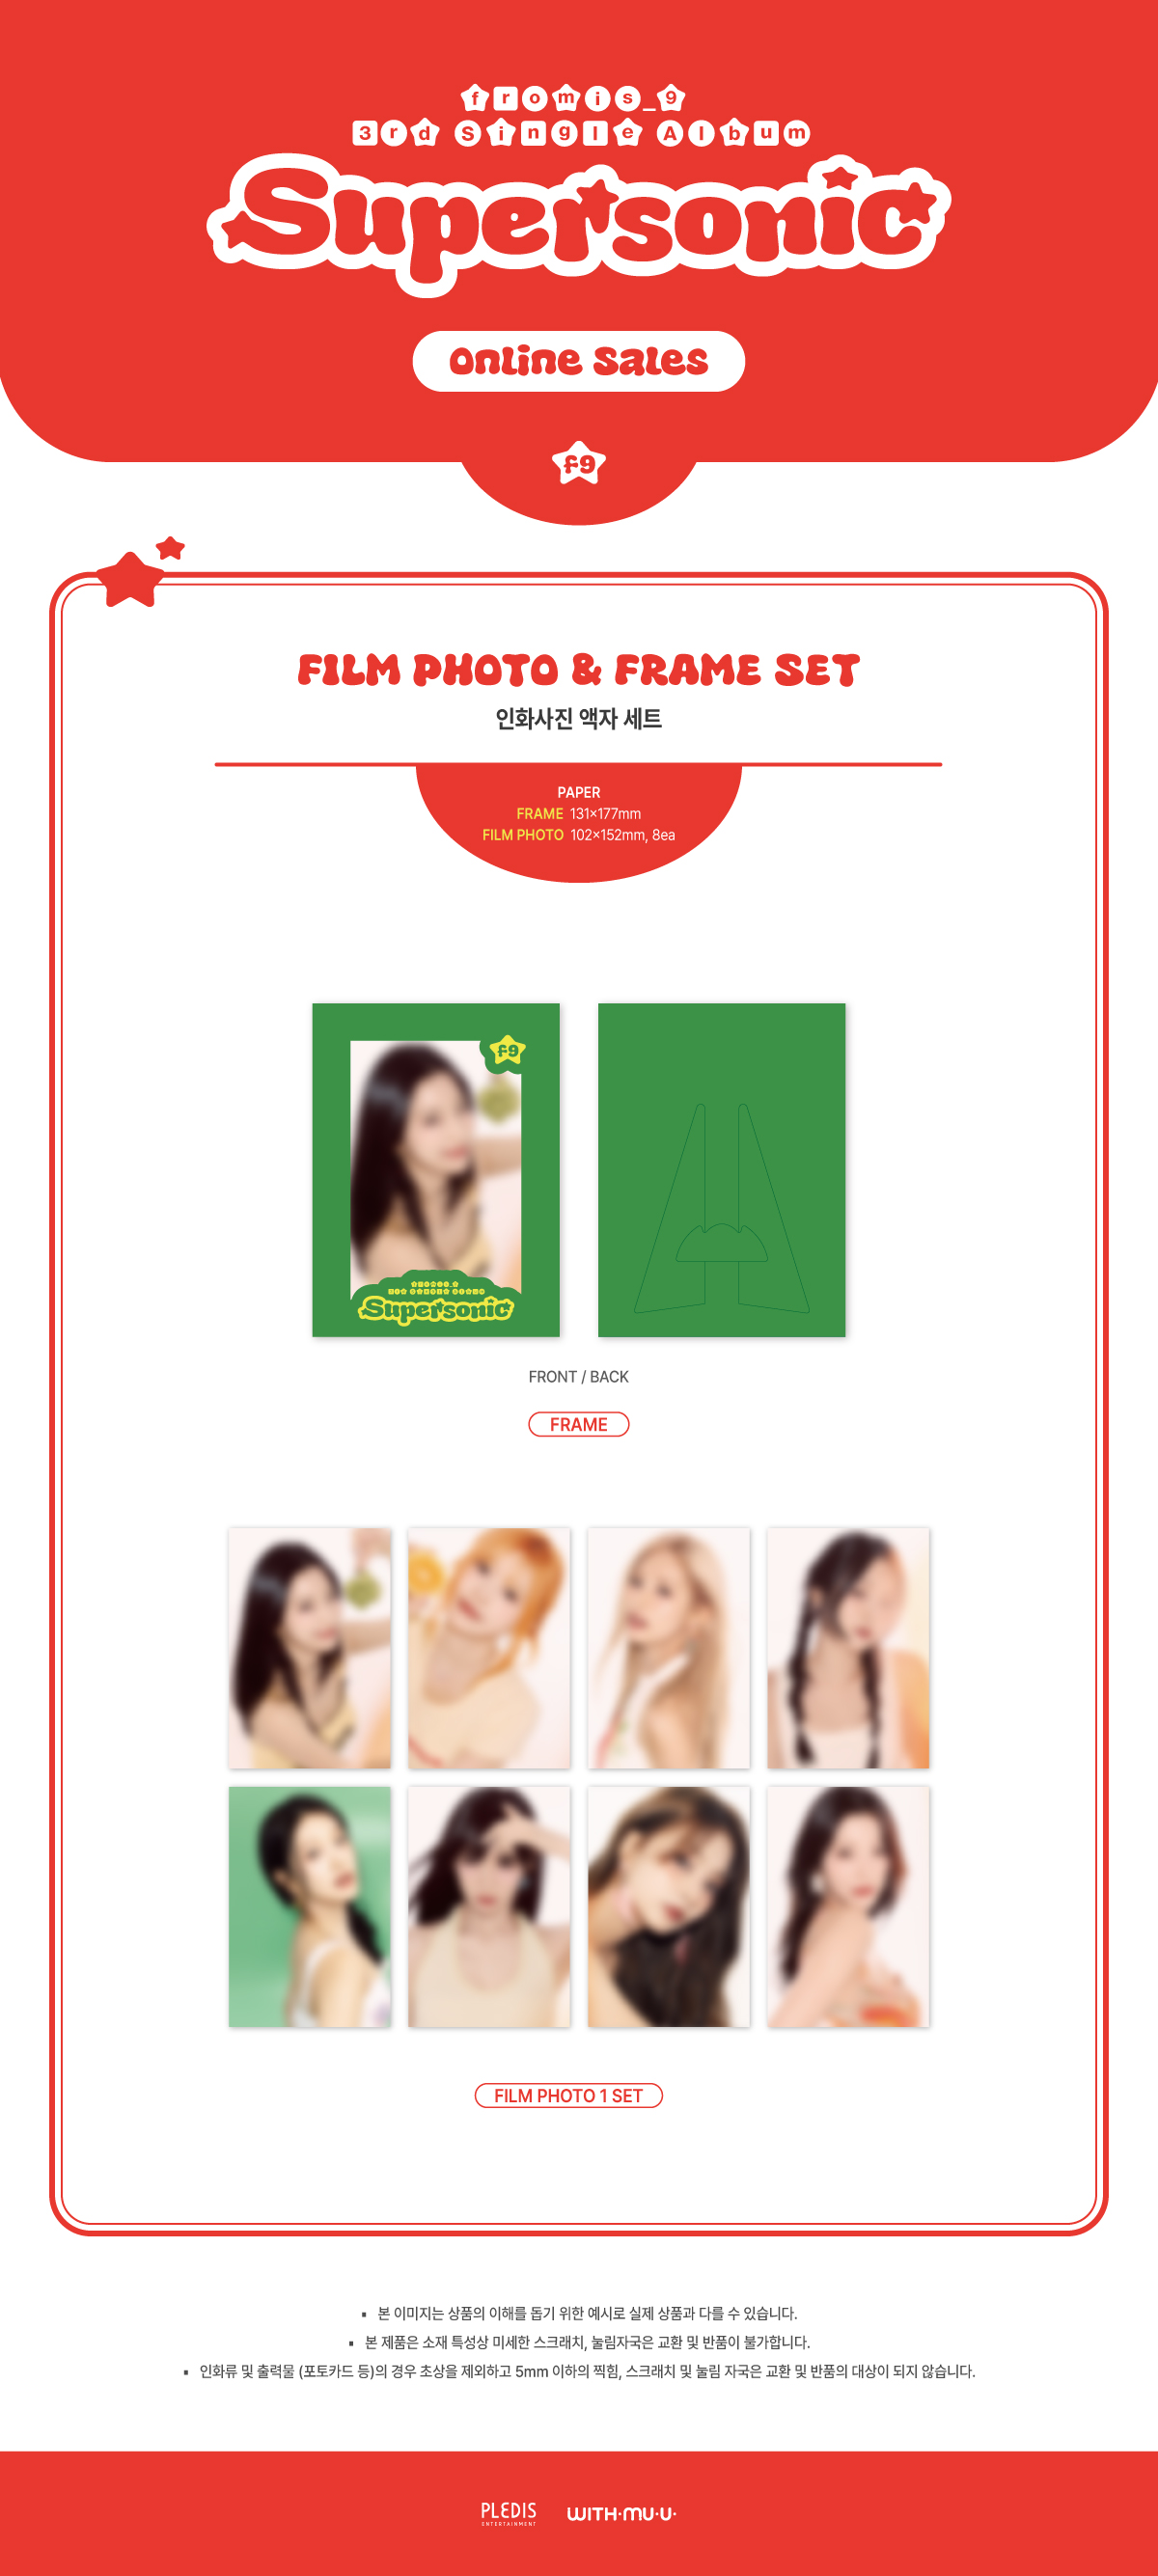 fromis_9
3rd Single Album
Supersonic
Online Sales
f9
FILM PHOTO & FRAME SET
인화사진 액자 세트
PAPER
FRAME 131×177mm
FILM PHOTO 102×152mm, 8ea
f9
fromis_9
3rd Single Album
Supersonic
FRONT / BACK
FRAME
FILM PHOTO 1 SET
▪ 본 이미지는 상품의 이해를 돕기 위한 예시로 실제 상품과 다를 수 있습니다.
▪ 본 제품은 소재 특성상 미세한 스크래치, 눌림자국은 교환 및 반품이 불가합니다.
▪ 인화류 및 출력물 (포토카드 등)의 경우 초상을 제외하고 5mm 이하의 찍힘, 스크래치 및 눌림 자국은 교환 및 반품의 대상이 되지 않습니다.
PLEDIS
ENTERTAINMENT
WITH·MU·U·